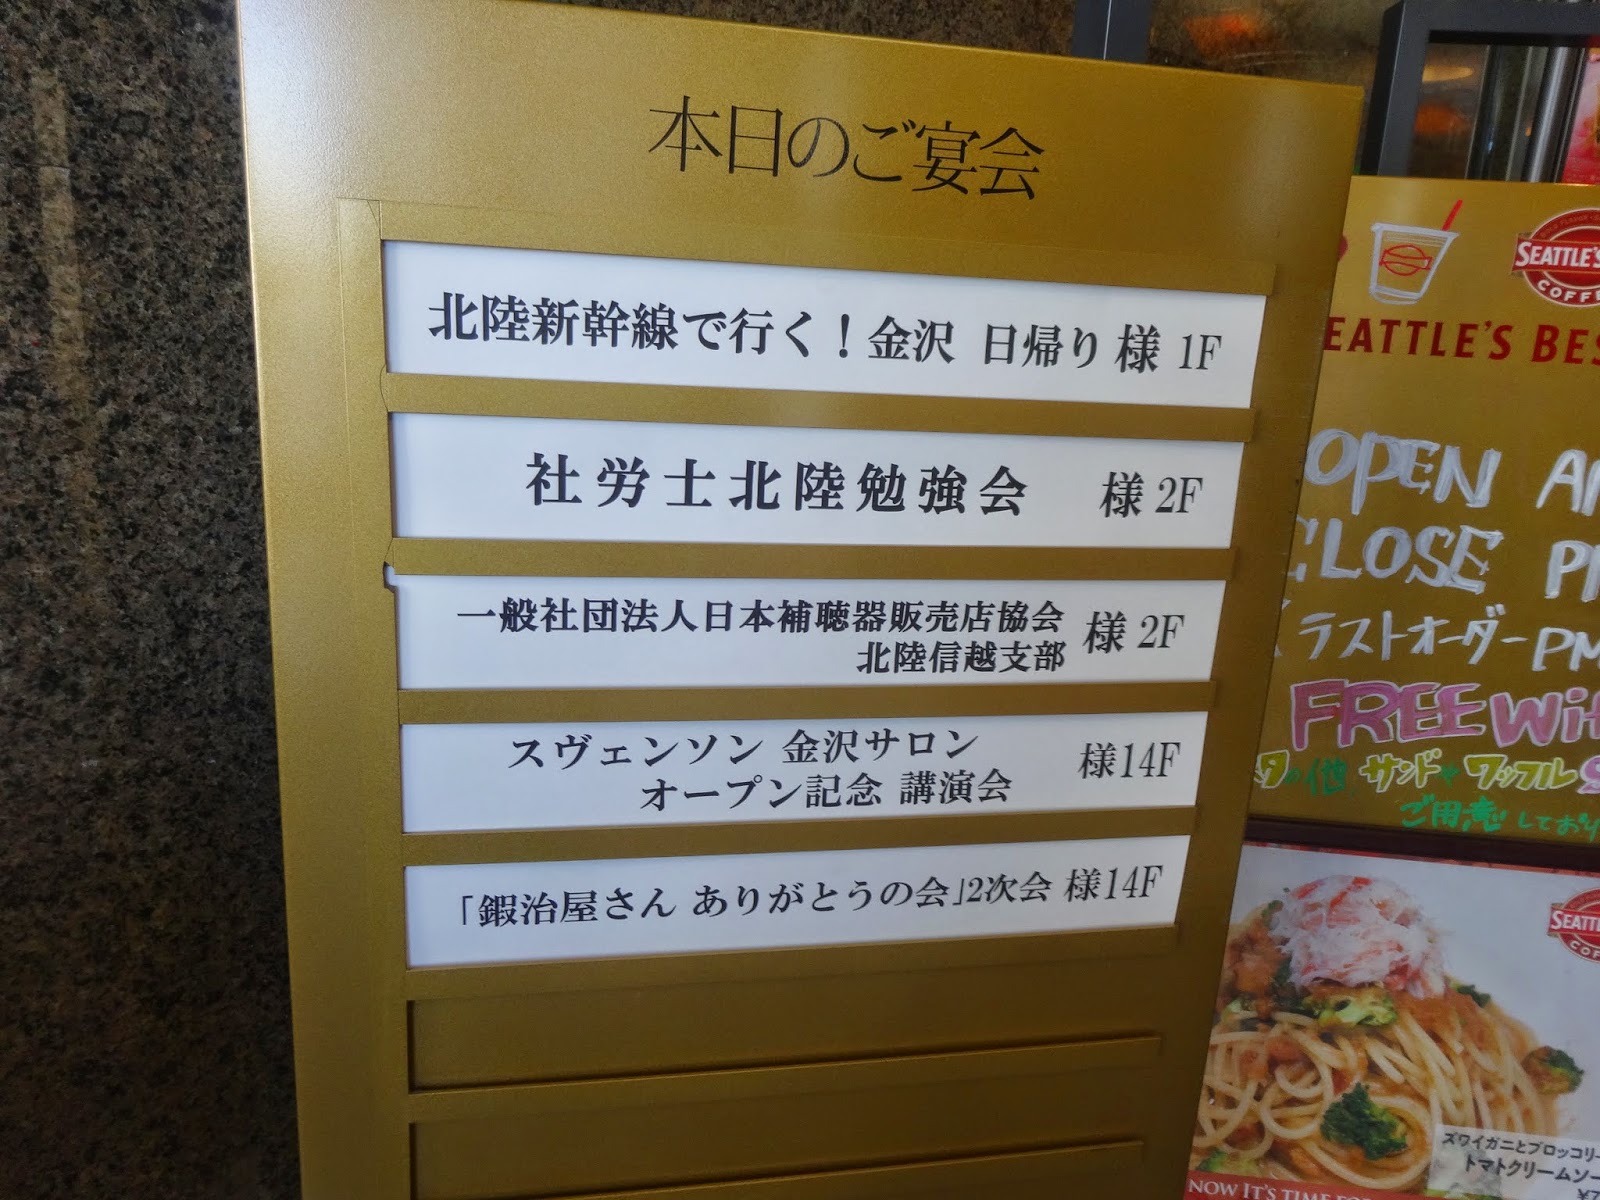 本日のご宴会
北陸新幹線で行く！金沢 日帰り 様 1F
社労士北陸勉強会 様 2F
一般社団法人日本補聴器販売店協会
北陸信越支部 様 2F
スヴェンソン 金沢サロン
オープン記念 講演会 様14F
「鍜治屋さん ありがとうの会」2次会 様14F
SEATTLE'S
COFFE
EATTLE'S BES
OPEN A
CLOSE P
ラストオーダー PM
FREE Wi
の他 サンドやワッフル
ご用意しており
SEATT
CO
ズワイガニとブロッコリー
トマトクリームソー
NOW IT'S TIME FO